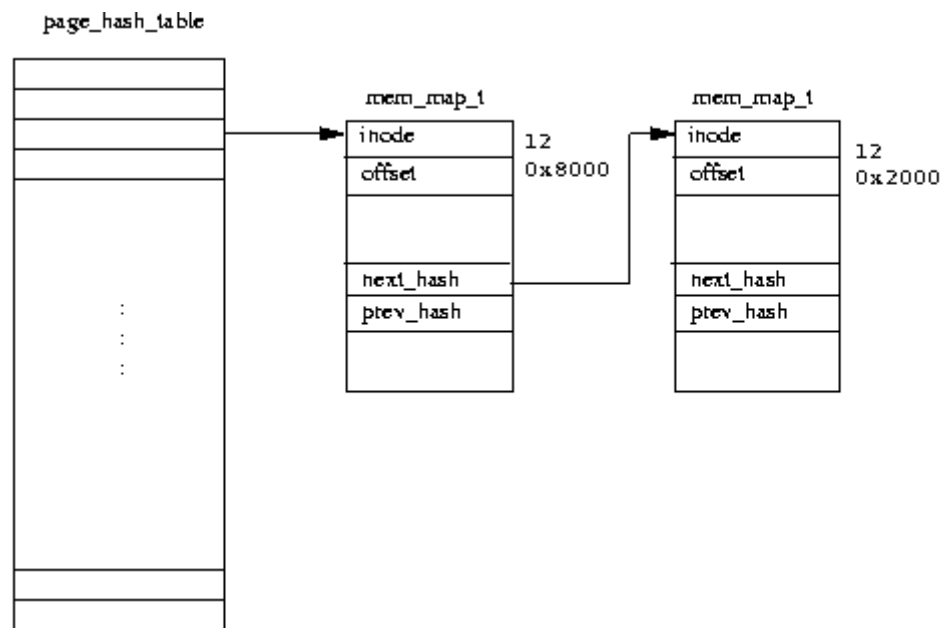 page_hash_table
mem_map_t
mem_map_t
inode
12
offset
0x8000
next_hash
prev_hash
inode
12
offset
0x2000
next_hash
prev_hash
:
:
: